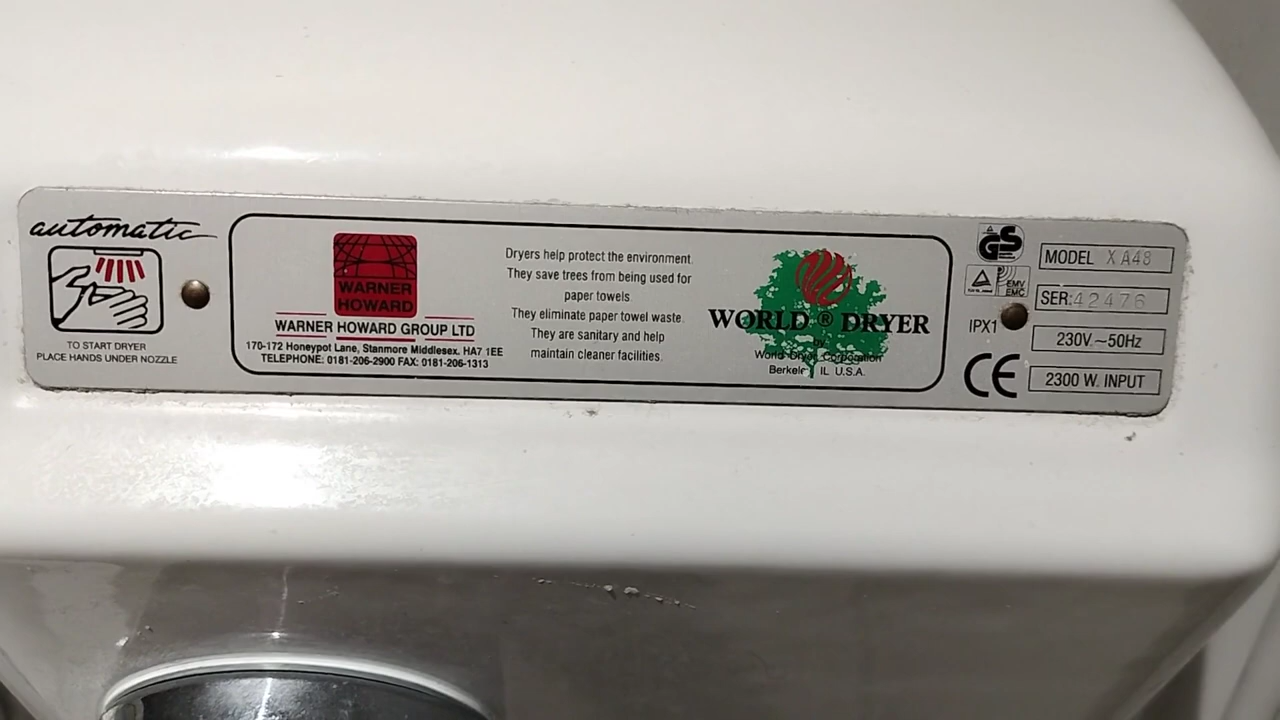 automatic
TO START DRYER
PLACE HANDS UNDER NOZZLE
WARNER
HOWARD
WARNER HOWARD GROUP LTD
170-172 Honeypot Lane, Stanmore Middlesex. HA7 1EE
TELEPHONE: 0181-206-2900 FAX: 0181-206-1313
Dryers help protect the environment.
They save trees from being used for
paper towels
They eliminate paper towel waste.
They are sanitary and help
maintain cleaner facilities.
WORLD ® DRYER
by
World Dryer Corporation
Berkeley IL U.S.A.
GS
EMV
EMC
IPX1
CE
MODEL XA48
SER: 42476
230V ~50Hz
2300 W. INPUT